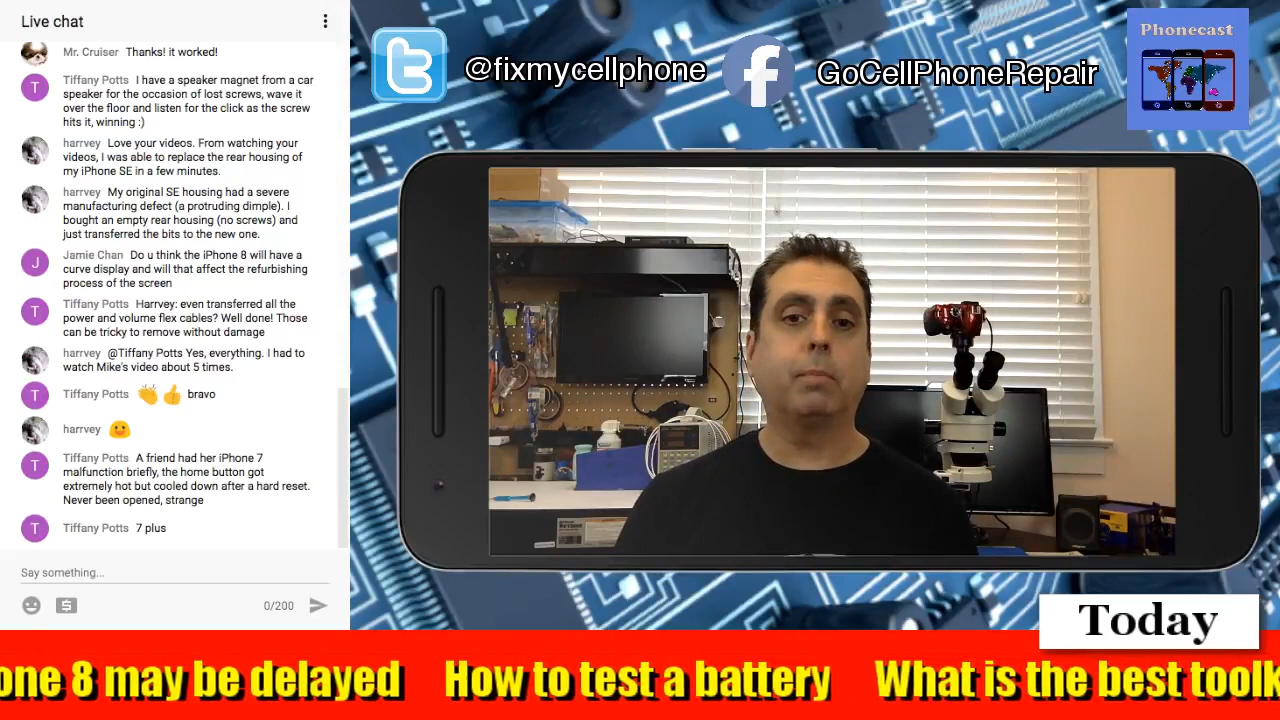 Live chat
Mr. Cruiser Thanks! it worked!
Tiffany Potts I have a speaker magnet from a car
speaker for the occasion of lost screws, wave it
over the floor and listen for the click as the screw
hits it, winning :)
harrvey Love your videos. From watching your
videos, I was able to replace the rear housing of
my iPhone SE in a few minutes.
harrvey My original SE housing had a severe
manufacturing defect (a protruding dimple). I
bought an empty rear housing (no screws) and
just transferred the bits to the new one.
Jamie Chan Do u think the iPhone 8 will have a
curve display and will that affect the refurbishing
process of the screen
Tiffany Potts Harrvey: even transferred all the
power and volume flex cables? Well done! Those
can be tricky to remove without damage
harrvey @Tiffany Potts Yes, everything. I had to
watch Mike's video about 5 times.
Tiffany Potts 👏👍 bravo
harrvey
Tiffany Potts A friend had her iPhone 7
malfunction briefly, the home button got
extremely hot but cooled down after a hard reset.
Never been opened, strange
Tiffany Potts 7 plus
Say something...
0/200
T
T
J
T
T
T
T
@fixmycellphone
GoCellPhoneRepair
Phonecast
Today
one 8 may be delayed How to test a battery What is the best toolk